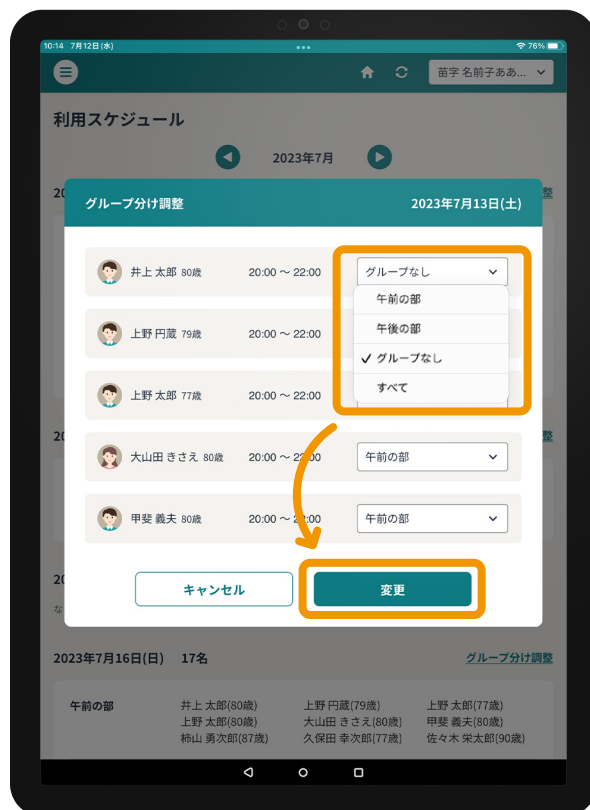 10:14 7月12日(水)
76%
苗字 名前子ああ...
利用スケジュール
2023年7月
20
整
グループ分け調整 2023年7月13日(土)
井上 太郎 80歳 20:00 ～ 22:00 グループなし
午前の部
上野 円蔵 79歳 20:00 ～ 22:00
午後の部
グループなし
上野 太郎 77歳 20:00 ～ 22:00
すべて
20
整
大山田 きさえ 80歳 20:00 ～ 22:00 午前の部
甲斐 義夫 80歳 20:00 ～ 22:00 午前の部
キャンセル 変更
20
な
2023年7月16日(日) 17名 グループ分け調整
午前の部 井上 太郎(80歳) 上野 円蔵(79歳) 上野 太郎(77歳)
上野 太郎(80歳) 大山田 きさえ(80歳) 甲斐 義夫(80歳)
柿山 勇次郎(87歳) 久保田 幸次郎(77歳) 佐々木 栄太郎(90歳)